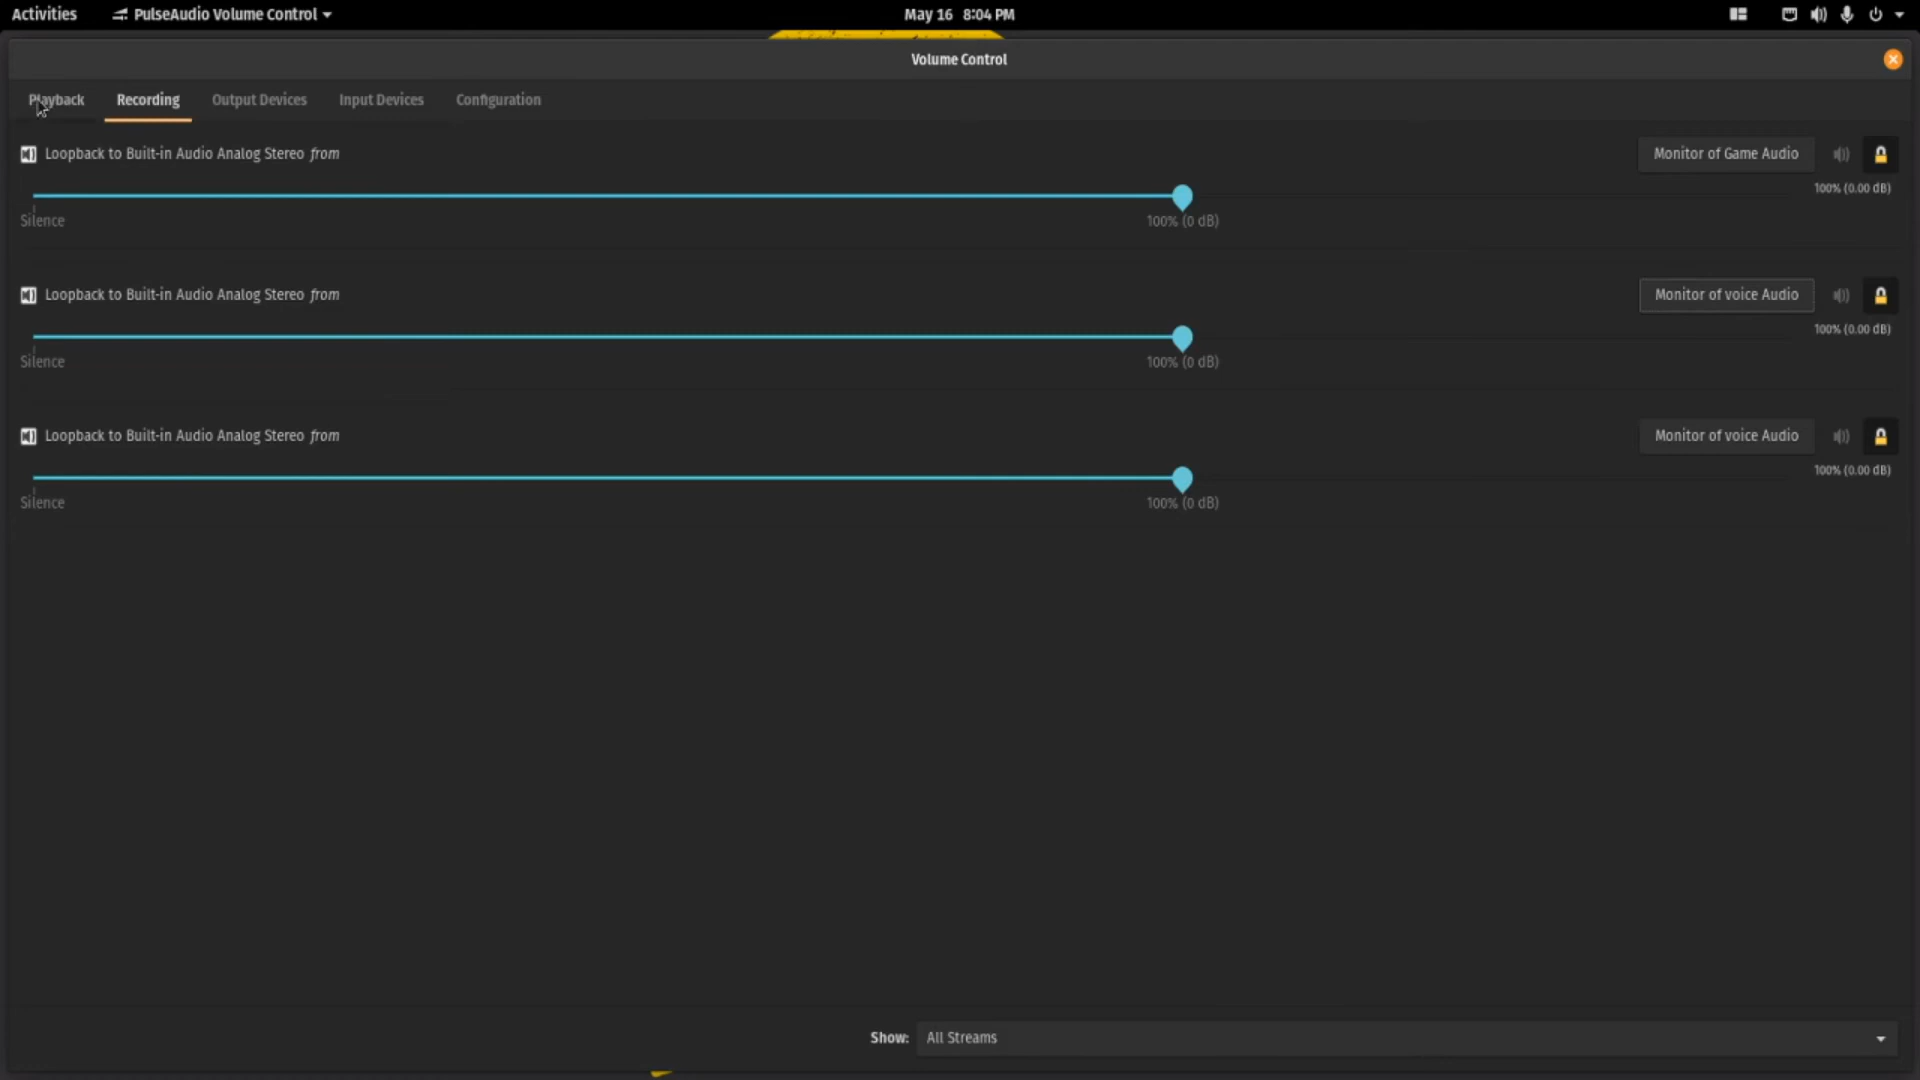 Activities PulseAudio Volume Control May 16 8:04 PM
Volume Control
Playback Recording Output Devices Input Devices Configuration
Loopback to Built-in Audio Analog Stereo from Monitor of Game Audio
100% (0.00 dB)
Silence 100% (0 dB)
Loopback to Built-in Audio Analog Stereo from Monitor of voice Audio
100% (0.00 dB)
Silence 100% (0 dB)
Loopback to Built-in Audio Analog Stereo from Monitor of voice Audio
100% (0.00 dB)
Silence 100% (0 dB)
Show: All Streams